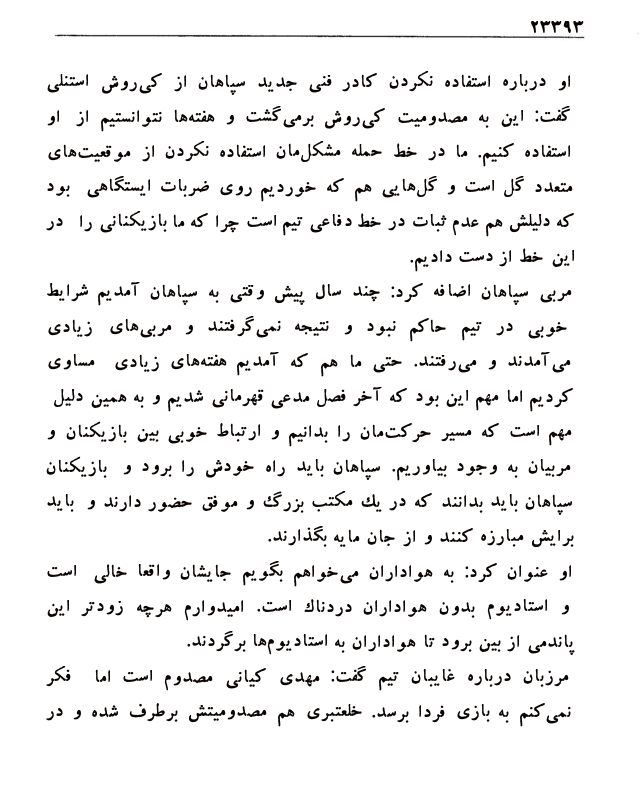 ۲۳۳۹۳
او درباره استفاده نکردن کادر فنی جدید سپاهان از کی‌روش استنلی
گفت: این به مصدومیت کی‌روش برمی‌گشت و هفته‌ها نتوانستیم از او
استفاده کنیم. ما در خط حمله مشکل‌مان استفاده نکردن از موقعیت‌های
متعدد گل است و گل‌هایی هم که خوردیم روی ضربات ایستگاهی بود
که دلیلش هم عدم ثبات در خط دفاعی تیم است چرا که ما بازیکنانی را در
این خط از دست دادیم.
مربی سپاهان اضافه کرد: چند سال پیش وقتی به سپاهان آمدیم شرایط
خوبی در تیم حاکم نبود و نتیجه نمی‌گرفتند و مربی‌های زیادی
می‌آمدند و می‌رفتند. حتی ما هم که آمدیم هفته‌های زیادی مساوی
کردیم اما مهم این بود که آخر فصل مدعی قهرمانی شدیم و به همین دلیل
مهم است که مسیر حرکت‌مان را بدانیم و ارتباط خوبی بین بازیکنان و
مربیان به وجود بیاوریم. سپاهان باید راه خودش را برود و بازیکنان
سپاهان باید بدانند که در یك مکتب بزرگ و موفق حضور دارند و باید
برایش مبارزه کنند و از جان مایه بگذارند.
او عنوان کرد: به هواداران می‌خواهم بگویم جایشان واقعا خالی است
و استادیوم بدون هواداران دردناك است. امیدوارم هرچه زودتر این
پاندمی از بین برود تا هواداران به استادیوم‌ها برگردند.
مرزبان درباره غایبان تیم گفت: مهدی کیانی مصدوم است اما فکر
نمی‌کنم به بازی فردا برسد. خلعتبری هم مصدومیتش برطرف شده و در